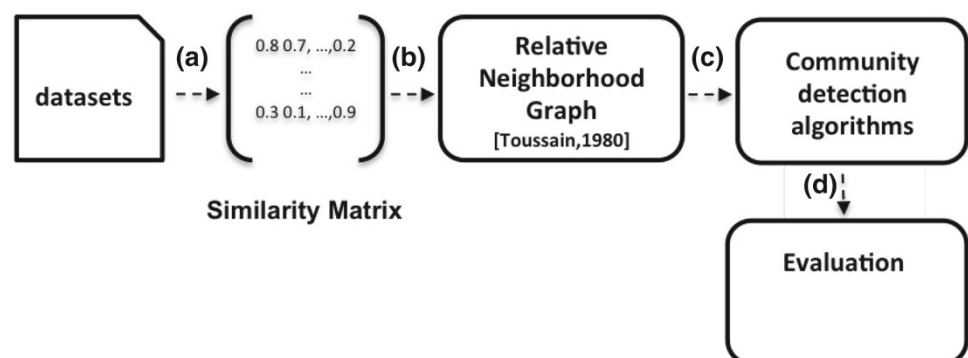 datasets
(a)
0.8 0.7, ...,0.2
...
...
0.3 0.1, ...,0.9
Similarity Matrix
(b)
Relative
Neighborhood
Graph
[Toussain,1980]
(c)
Community
detection
algorithms
(d)
Evaluation